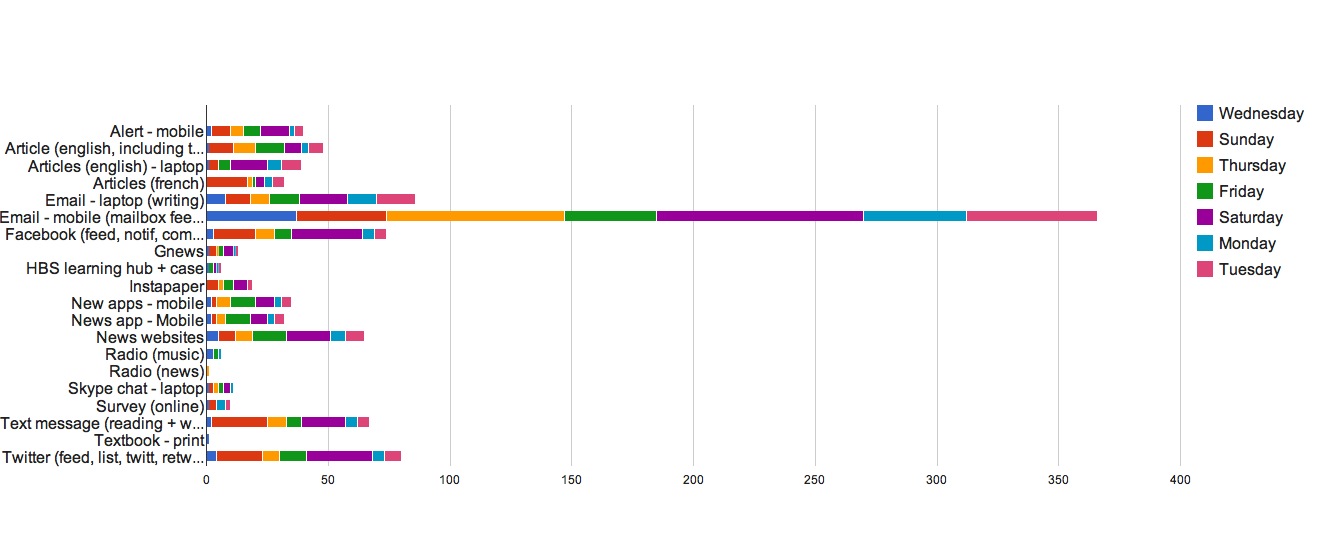 Alert - mobile
Article (english, including t...
Articles (english) - laptop
Articles (french)
Email - laptop (writing)
Email - mobile (mailbox fee...
Facebook (feed, notif, com...
Gnews
HBS learning hub + case
Instapaper
New apps - mobile
News app - Mobile
News websites
Radio (music)
Radio (news)
Skype chat - laptop
Survey (online)
Text message (reading + w...
Textbook - print
Twitter (feed, list, twitt, retw...
0 50 100 150 200 250 300 350 400
Wednesday
Sunday
Thursday
Friday
Saturday
Monday
Tuesday